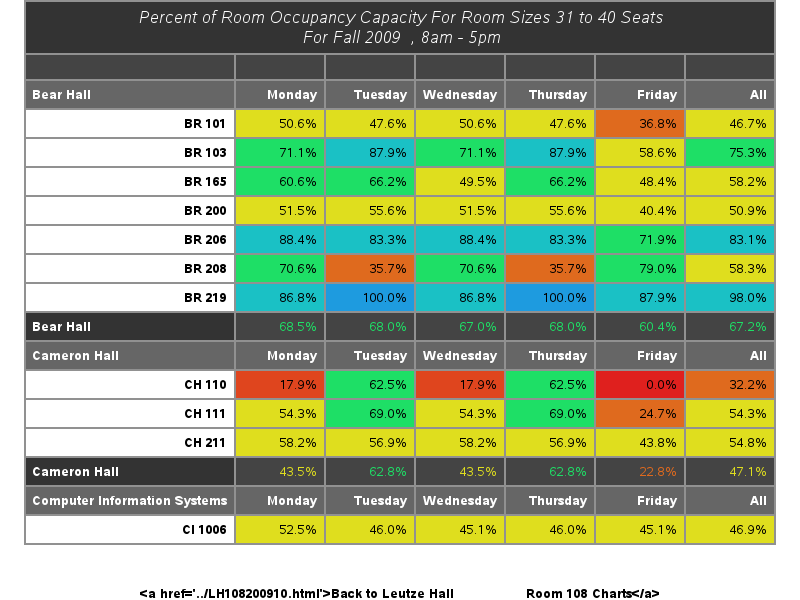 Percent of Room Occupancy Capacity For Room Sizes 31 to 40 Seats
For Fall 2009 , 8am - 5pm
Bear Hall Monday Tuesday Wednesday Thursday Friday All
BR 101 50.6% 47.6% 50.6% 47.6% 36.8% 46.7%
BR 103 71.1% 87.9% 71.1% 87.9% 58.6% 75.3%
BR 165 60.6% 66.2% 49.5% 66.2% 48.4% 58.2%
BR 200 51.5% 55.6% 51.5% 55.6% 40.4% 50.9%
BR 206 88.4% 83.3% 88.4% 83.3% 71.9% 83.1%
BR 208 70.6% 35.7% 70.6% 35.7% 79.0% 58.3%
BR 219 86.8% 100.0% 86.8% 100.0% 87.9% 98.0%
Bear Hall 68.5% 68.0% 67.0% 68.0% 60.4% 67.2%
Cameron Hall Monday Tuesday Wednesday Thursday Friday All
CH 110 17.9% 62.5% 17.9% 62.5% 0.0% 32.2%
CH 111 54.3% 69.0% 54.3% 69.0% 24.7% 54.3%
CH 211 58.2% 56.9% 58.2% 56.9% 43.8% 54.8%
Cameron Hall 43.5% 62.8% 43.5% 62.8% 22.8% 47.1%
Computer Information Systems Monday Tuesday Wednesday Thursday Friday All
CI 1006 52.5% 46.0% 45.1% 46.0% 45.1% 46.9%
<a href='../LH108200910.html'>Back to Leutze Hall Room 108 Charts</a>